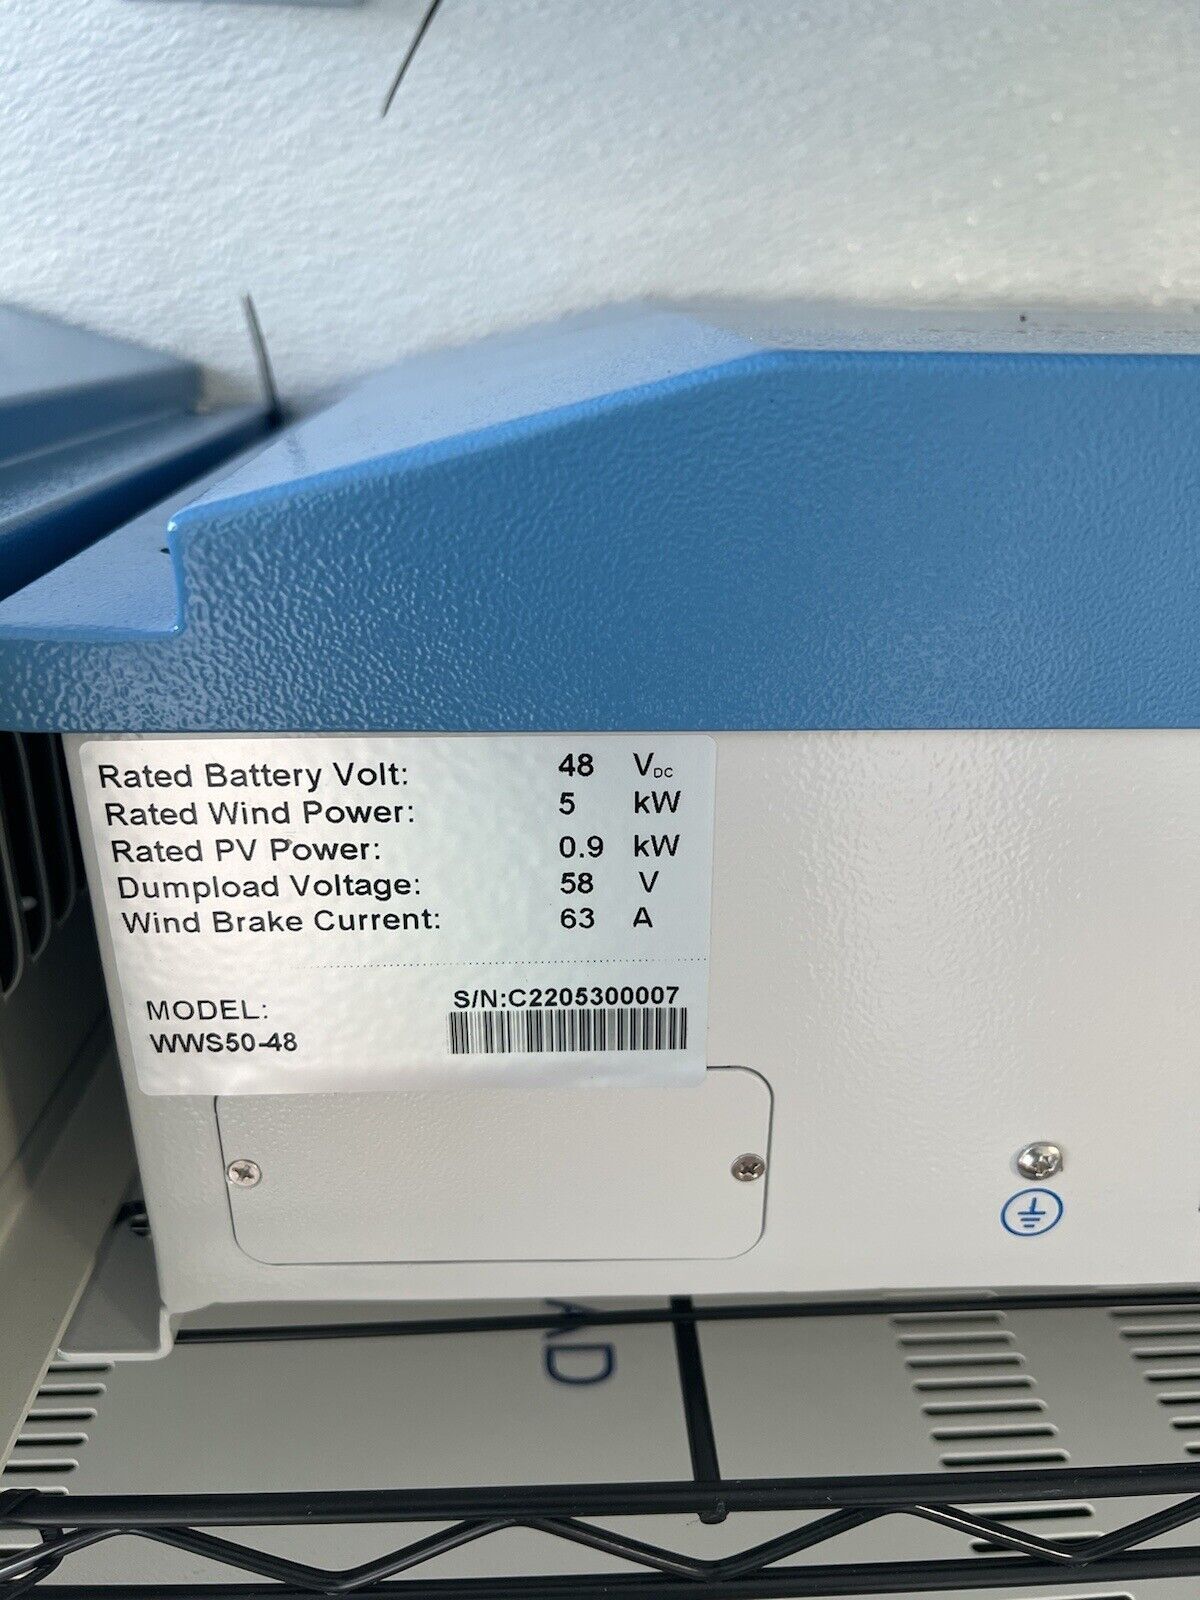 Rated Battery Volt: 48 VDC
Rated Wind Power: 5 kW
Rated PV Power: 0.9 kW
Dumpload Voltage: 58 V
Wind Brake Current: 63 A
S/N:C2205300007
MODEL:
WWS50-48
AD